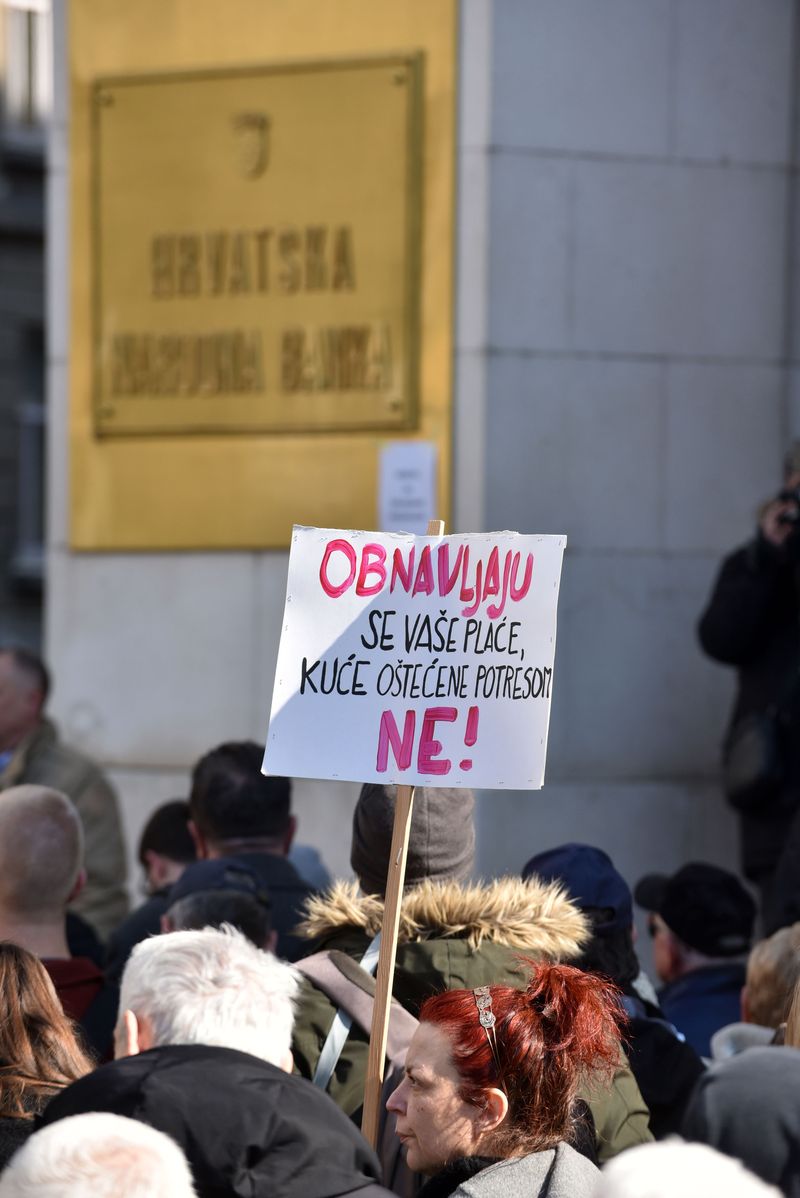 HRVATSKA
NARODNA BANKA
OBNAVLJAJU
SE VAŠE PLAĆE,
KUĆE OŠTEĆENE POTRESOM
NE!